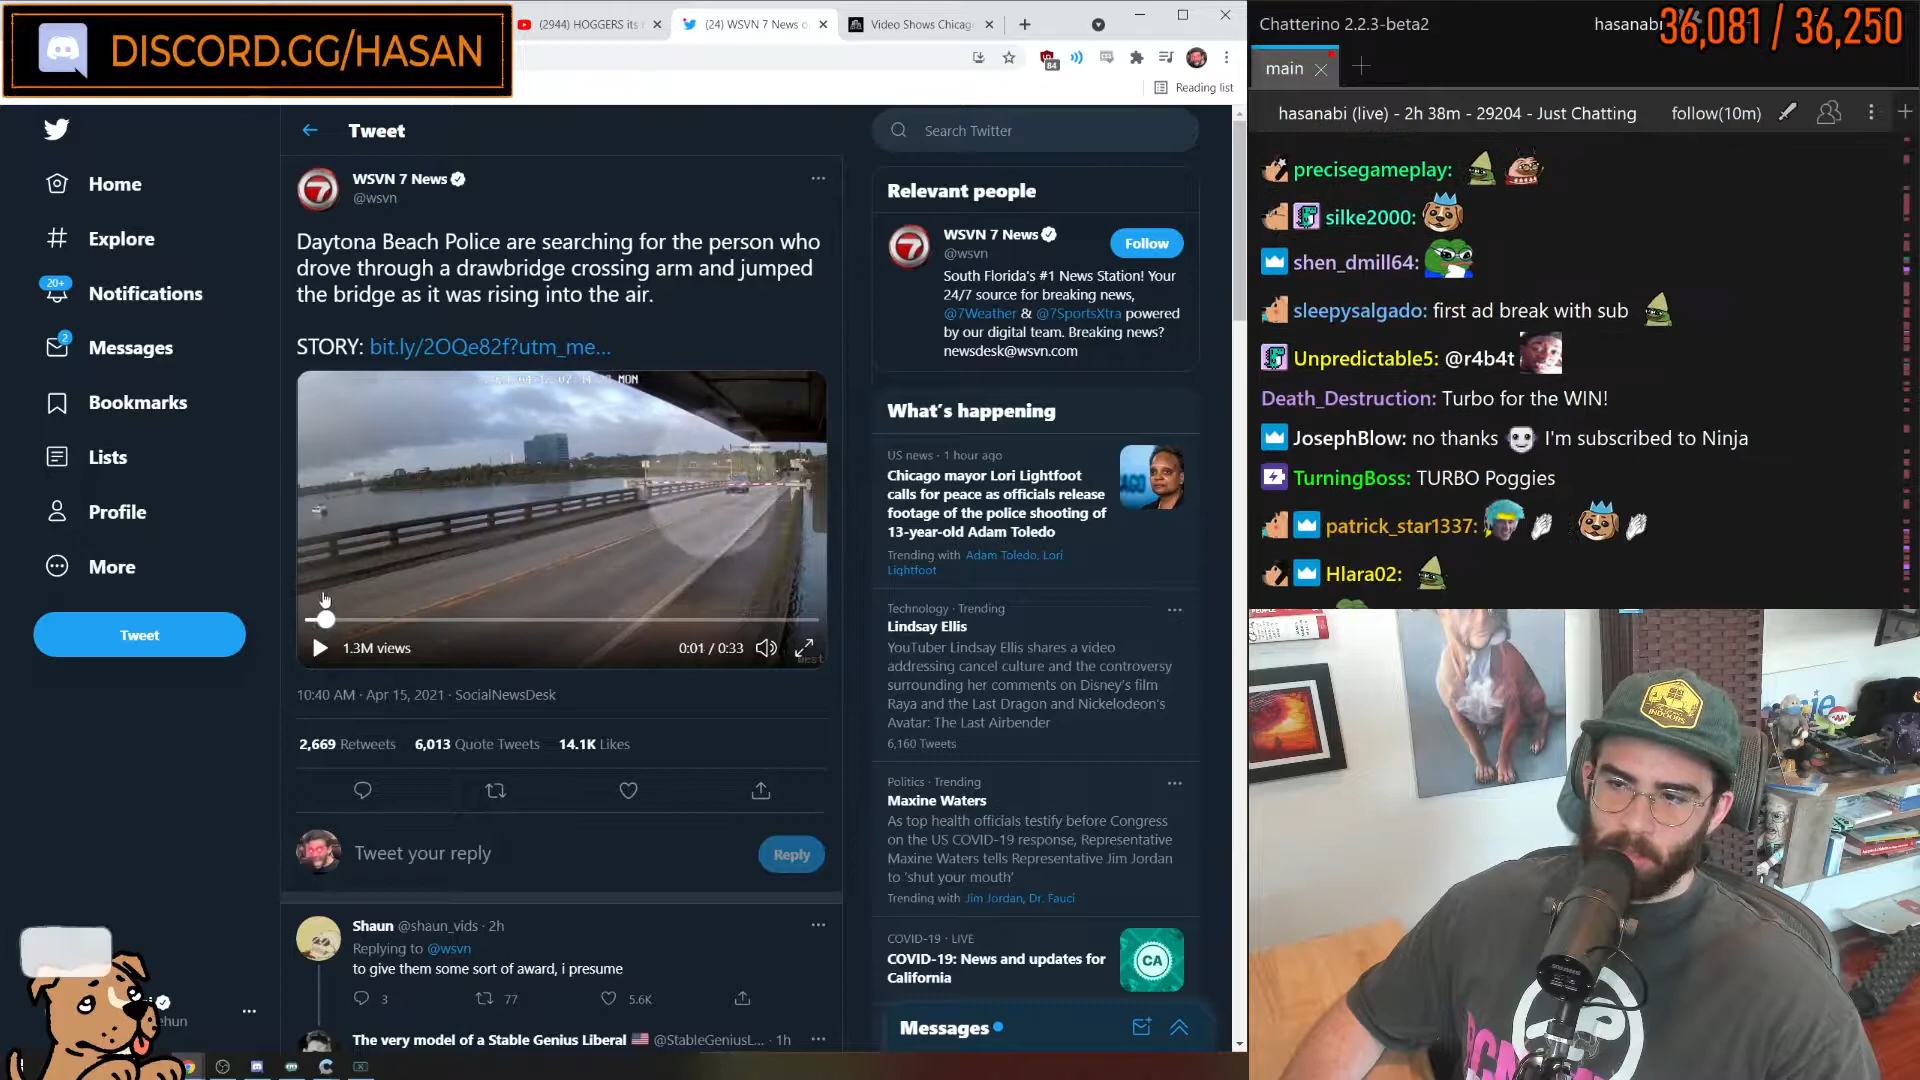 DISCORD.GG/HASAN
(2944) HOGGERS its
(24) WSVN 7 News o
Video Shows Chicag
84
Reading list
Tweet
Search Twitter
Home
Explore
20+
Notifications
2
Messages
Bookmarks
Lists
Profile
More
Tweet
WSVN 7 News
@wsvn
Daytona Beach Police are searching for the person who
drove through a drawbridge crossing arm and jumped
the bridge as it was rising into the air.
STORY: bit.ly/2OQe82f?utm_me...
1.3M views
0:01 / 0:33
10:40 AM · Apr 15, 2021 · SocialNewsDesk
2,669 Retweets 6,013 Quote Tweets 14.1K Likes
Tweet your reply
Reply
Shaun @shaun_vids · 2h
Replying to @wsvn
to give them some sort of award, i presume
3 77 5.6K
The very model of a Stable Genius Liberal @StableGeniusL... · 1h
Relevant people
WSVN 7 News
@wsvn
Follow
South Florida's #1 News Station! Your
24/7 source for breaking news,
@7Weather & @7SportsXtra powered
by our digital team. Breaking news?
newsdesk@wsvn.com
What's happening
US news · 1 hour ago
Chicago mayor Lori Lightfoot
calls for peace as officials release
footage of the police shooting of
13-year-old Adam Toledo
Trending with Adam Toledo, Lori
Lightfoot
Technology · Trending
Lindsay Ellis
YouTuber Lindsay Ellis shares a video
addressing cancel culture and the controversy
surrounding her comments on Disney's film
Raya and the Last Dragon and Nickelodeon's
Avatar: The Last Airbender
6,160 Tweets
Politics · Trending
Maxine Waters
As top health officials testify before Congress
on the US COVID-19 response, Representative
Maxine Waters tells Representative Jim Jordan
to 'shut your mouth'
Trending with Jim Jordan, Dr. Fauci
COVID-19 · LIVE
COVID-19: News and updates for
California
CA
Messages
Chatterino 2.2.3-beta2
hasanabi
36,081 / 36,250
main
hasanabi (live) - 2h 38m - 29204 - Just Chatting
follow(10m)
precisegameplay:
silke2000:
shen_dmill64:
sleepysalgado: first ad break with sub
Unpredictable5: @r4b4t
Death_Destruction: Turbo for the WIN!
JosephBlow: no thanks I'm subscribed to Ninja
TurningBoss: TURBO Poggies
patrick_star1337:
Hlara02:
INDOORS